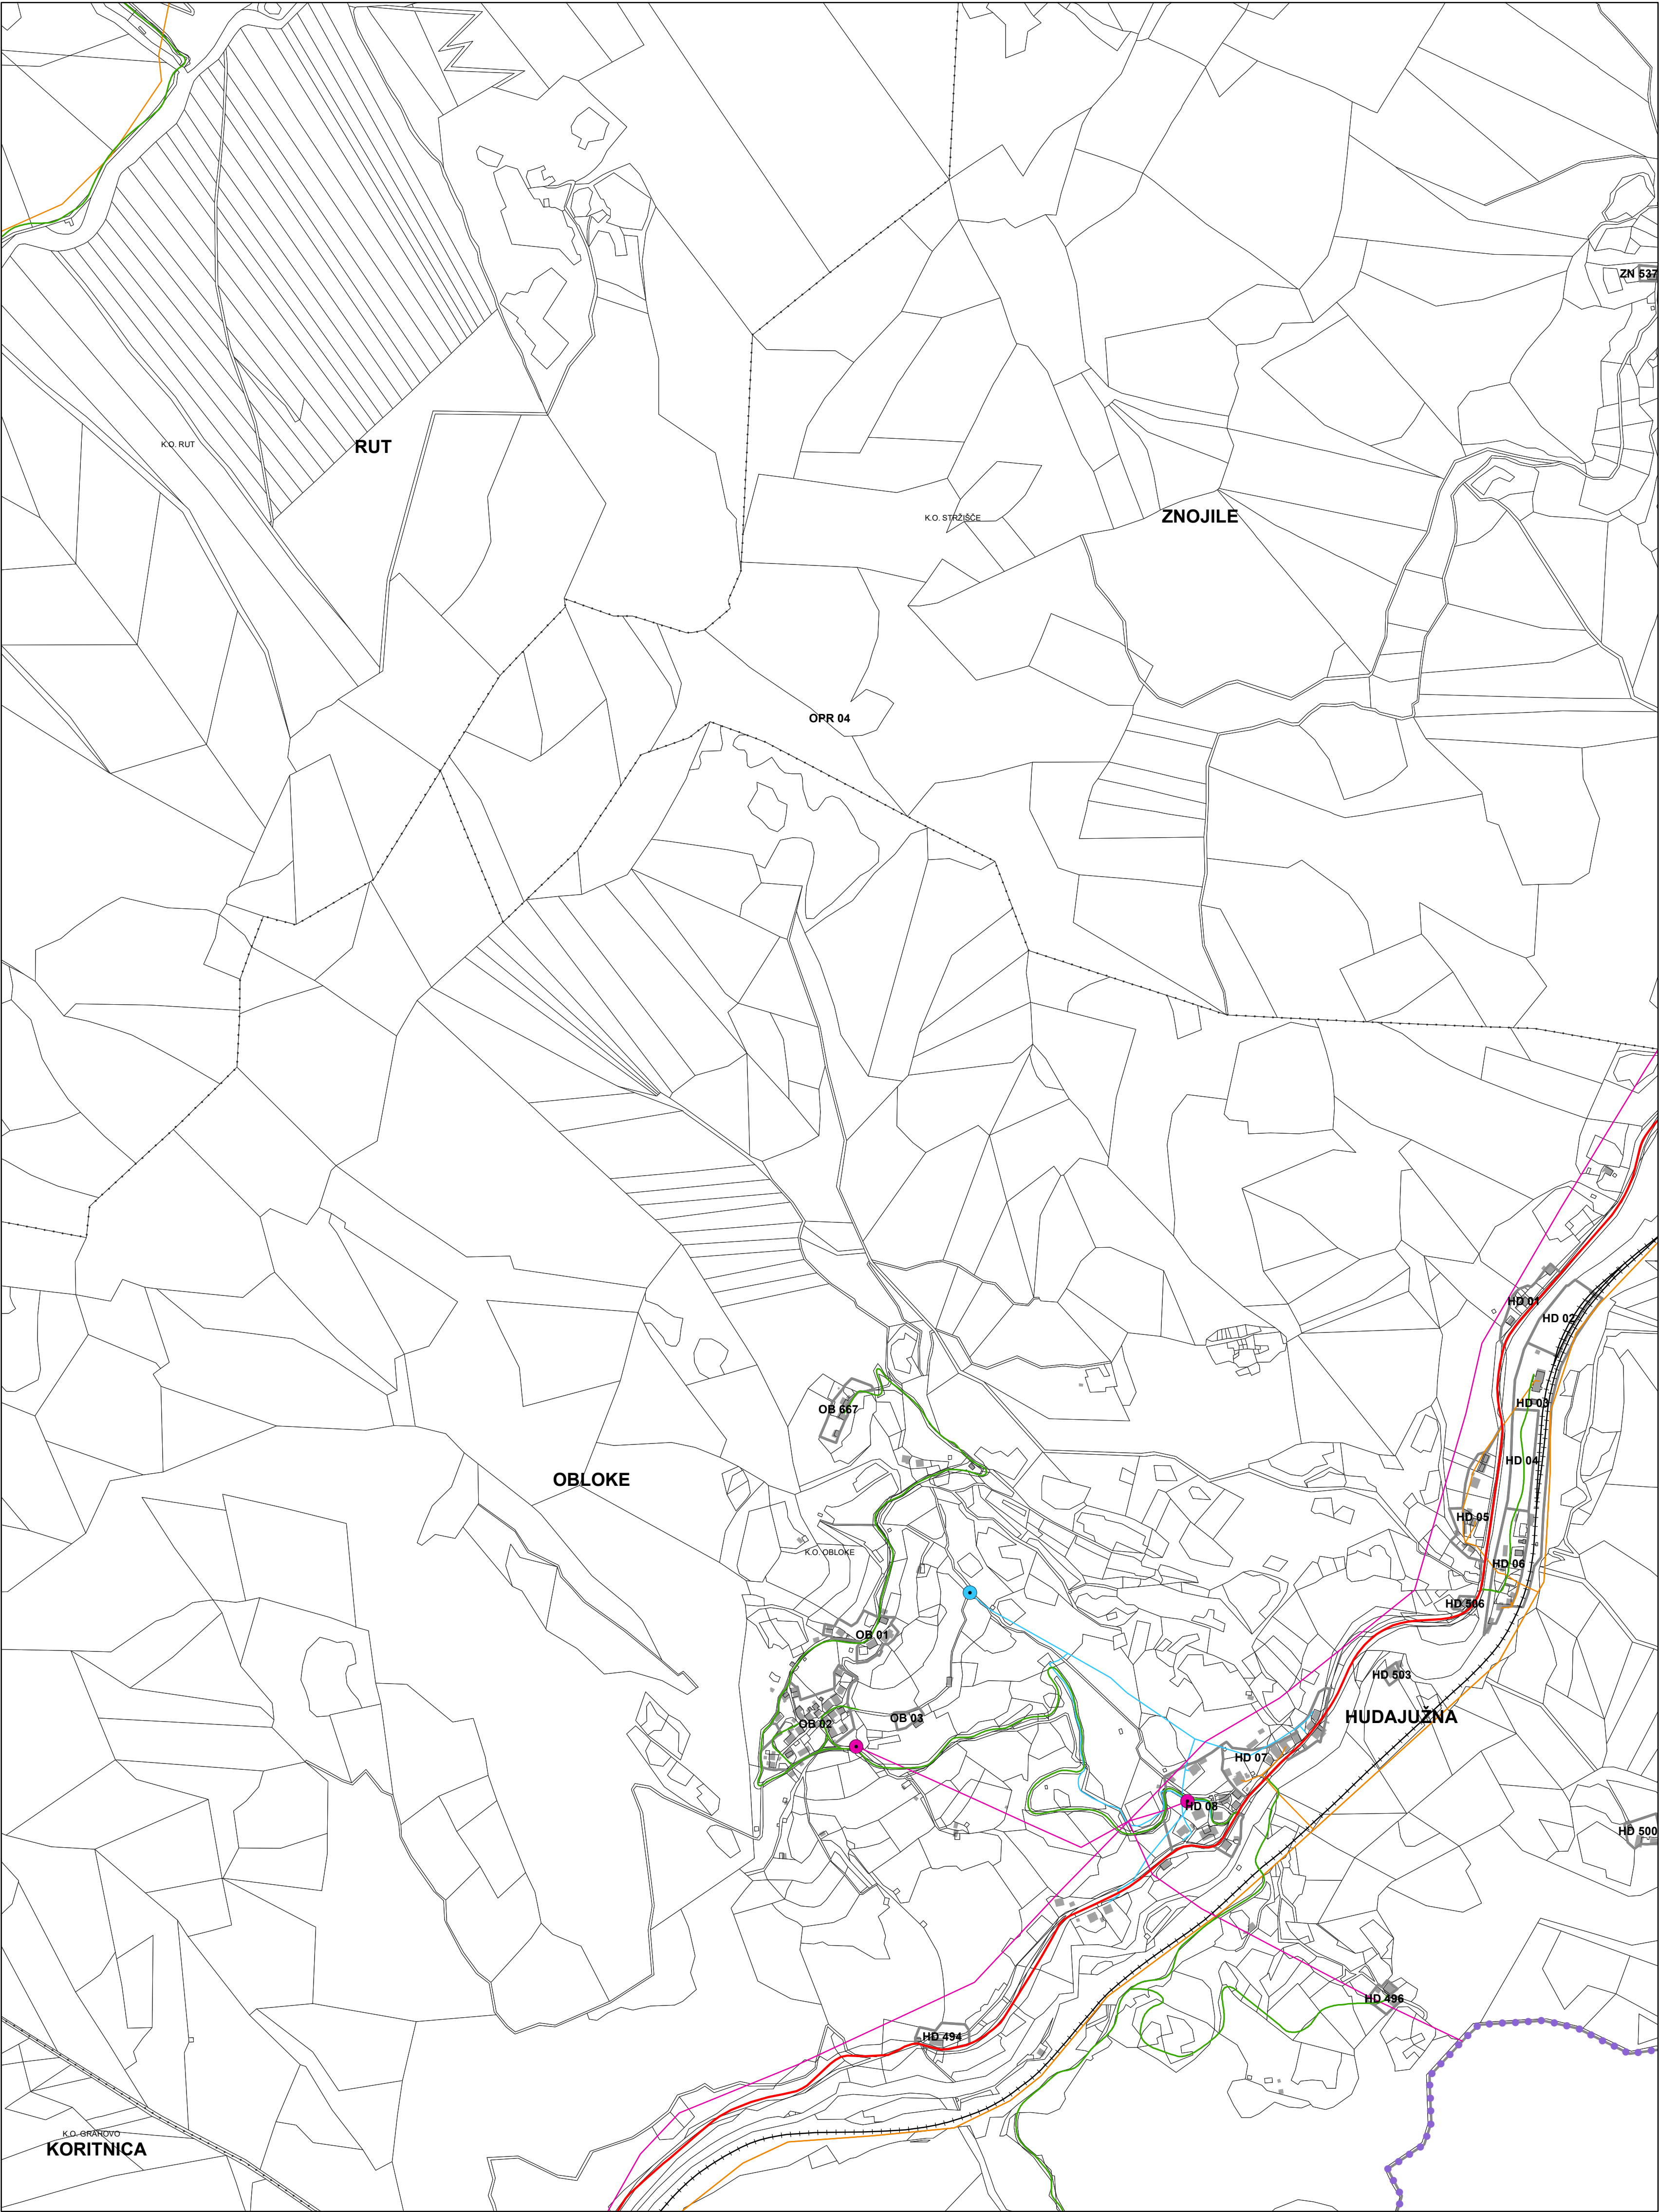 ZN 537
K.O. RUT
RUT
K.O. STRŽIŠČE
ZNOJILE
OPR 04
HD 01
HD 02
HD 03
OB 667
HD 04
OBLOKE
HD 05
K.O. OBLOKE
HD 06
HD 506
OB 01
HD 503
HUDAJUŽNA
OB 03
OB 02
HD 07
HD 08
HD 500
HD 496
HD 494
K.O. GRAHOVO
KORITNICA